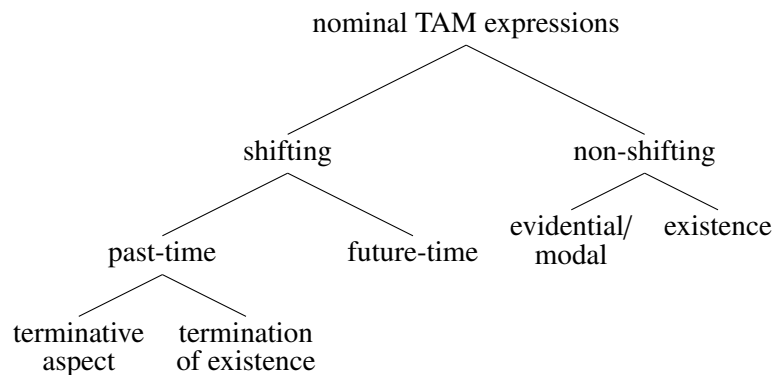 nominal TAM expressions
shifting
non-shifting
past-time
future-time
evidential/
modal
existence
terminative
aspect
termination
of existence